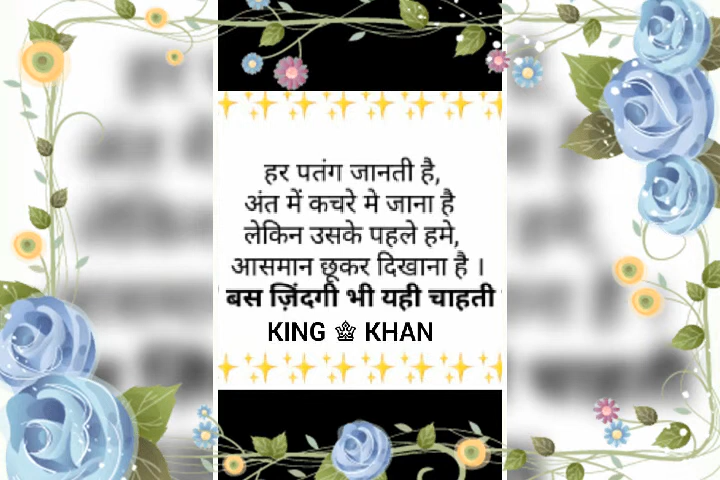 हर पतंग जानती है,
अंत में कचरे मे जाना है
लेकिन उसके पहले हमे,
आसमान छूकर दिखाना है ।
बस ज़िंदगी भी यही चाहती
KING ♕ KHAN